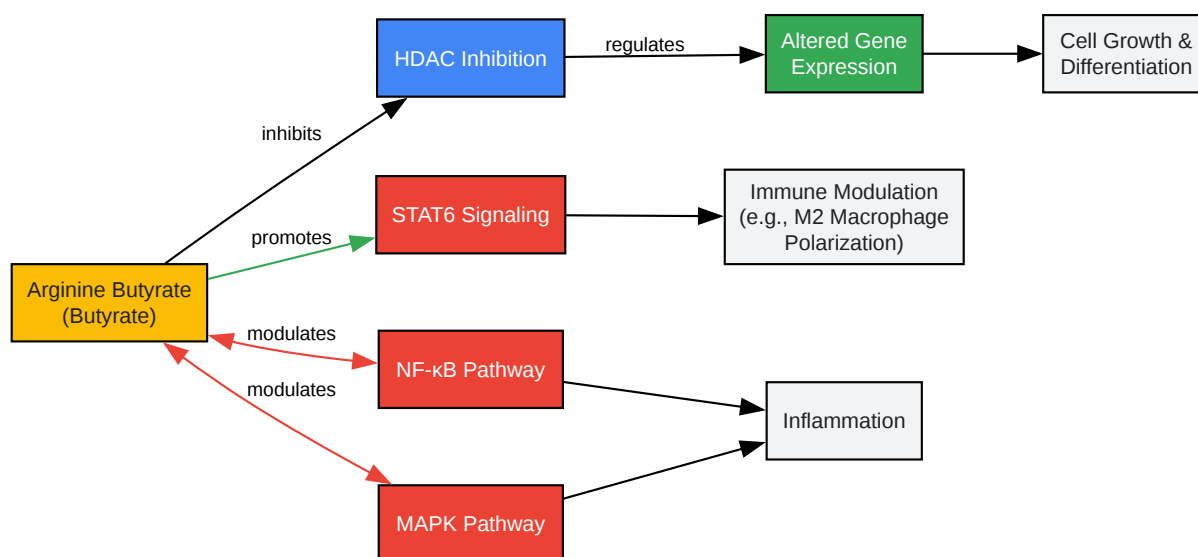 HDAC Inhibition
regulates
Altered Gene
Expression
Cell Growth &
Differentiation
inhibits
STAT6 Signaling
Immune Modulation
(e.g., M2 Macrophage
Polarization)
promotes
Arginine Butyrate
(Butyrate)
modulates
NF-κB Pathway
modulates
Inflammation
MAPK Pathway